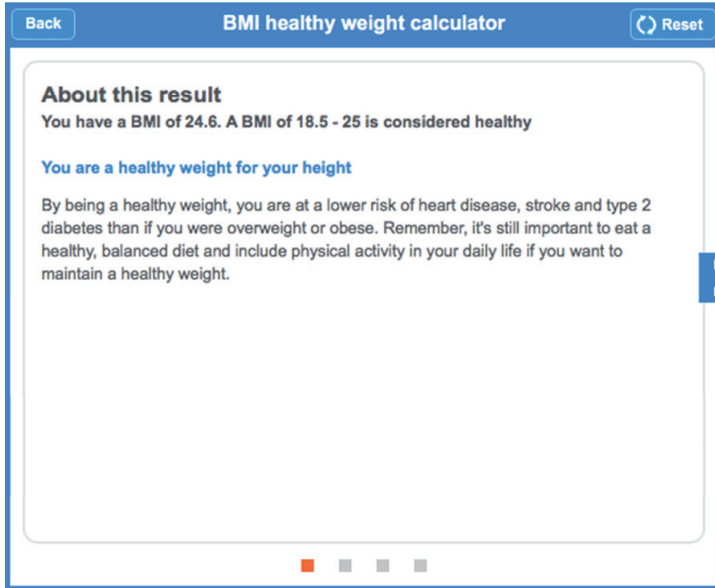 Back
BMI healthy weight calculator
Reset
About this result
You have a BMI of 24.6. A BMI of 18.5 - 25 is considered healthy
You are a healthy weight for your height
By being a healthy weight, you are at a lower risk of heart disease, stroke and type 2
diabetes than if you were overweight or obese. Remember, it's still important to eat a
healthy, balanced diet and include physical activity in your daily life if you want to
maintain a healthy weight.